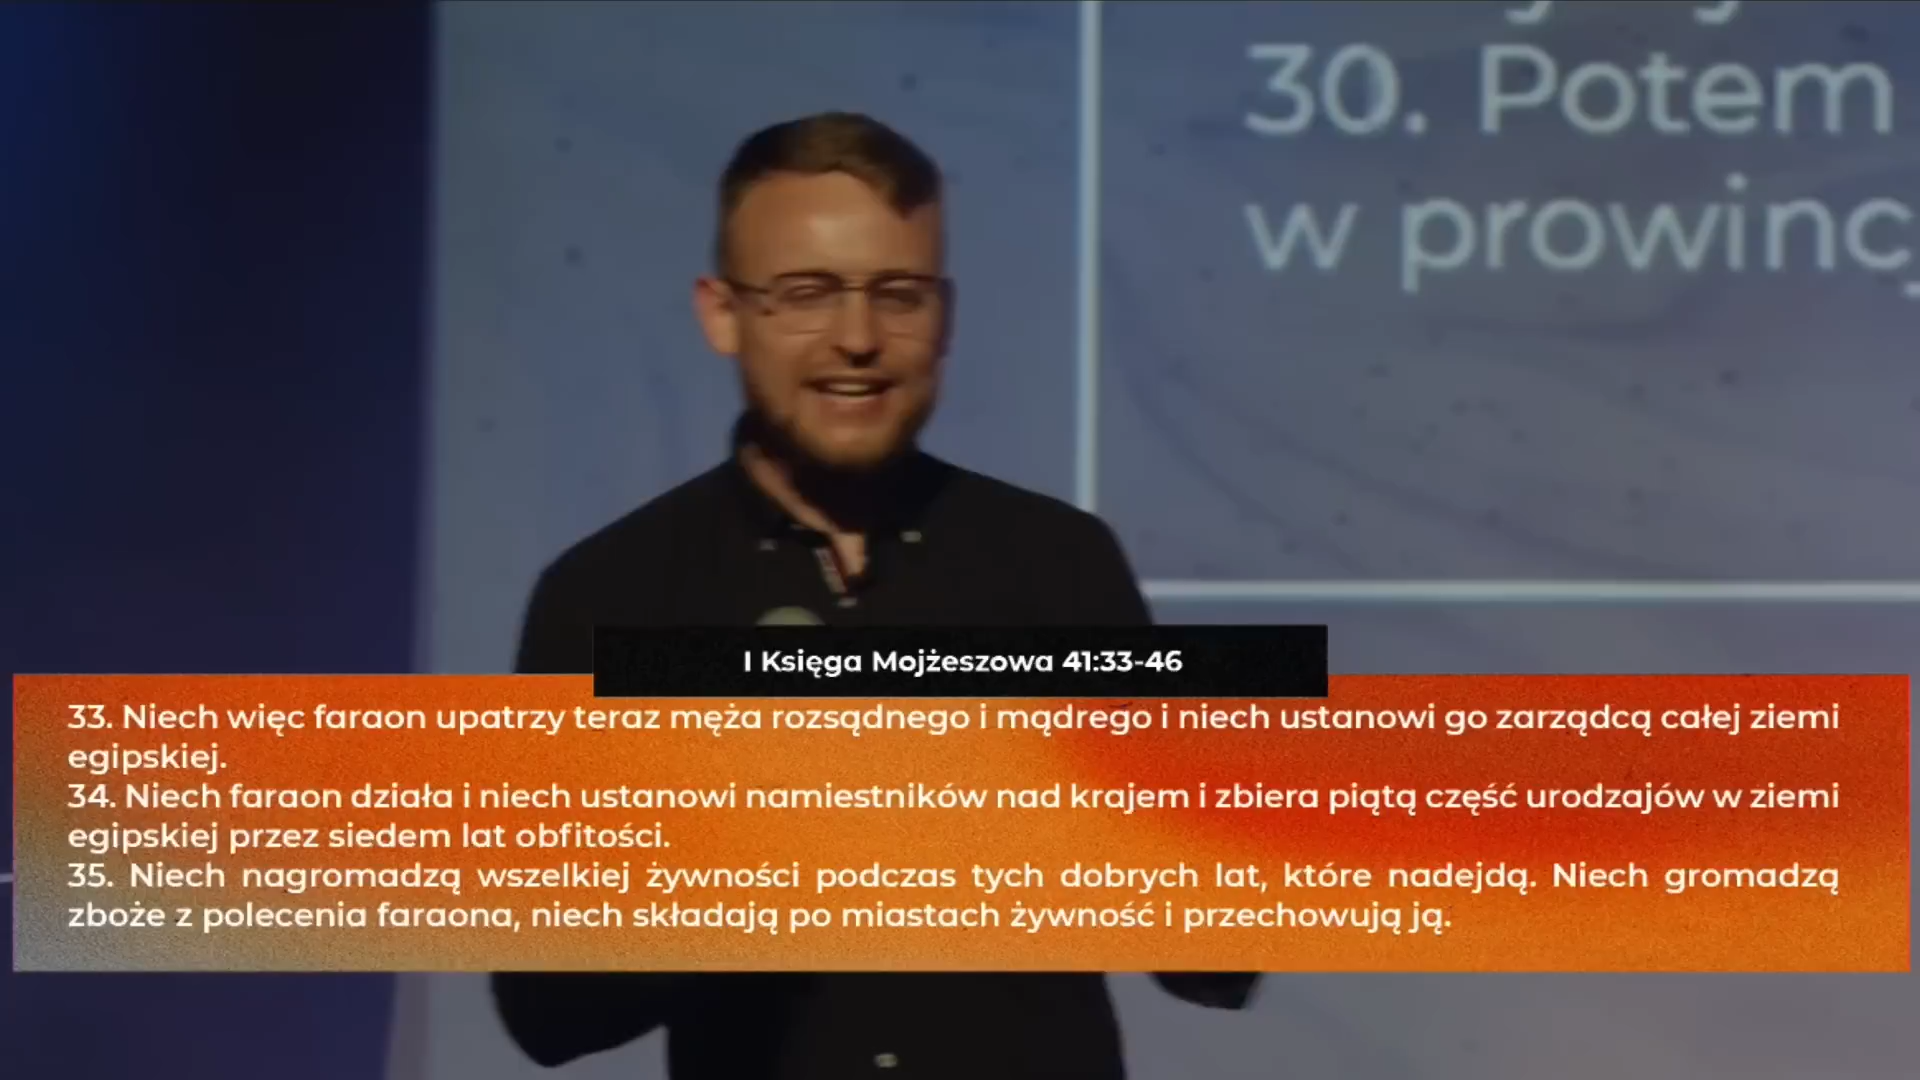 30. Potem
w prowincj
I Księga Mojżeszowa 41:33-46
33. Niech więc faraon upatrzy teraz męża rozsądnego i mądrego i niech ustanowi go zarządcą całej ziemi
egipskiej.
34. Niech faraon działa i niech ustanowi namiestników nad krajem i zbiera piątą część urodzajów w ziemi
egipskiej przez siedem lat obfitości.
35. Niech nagromadzą wszelkiej żywności podczas tych dobrych lat, które nadejdą. Niech gromadzą
zboże z polecenia faraona, niech składają po miastach żywność i przechowują ją.